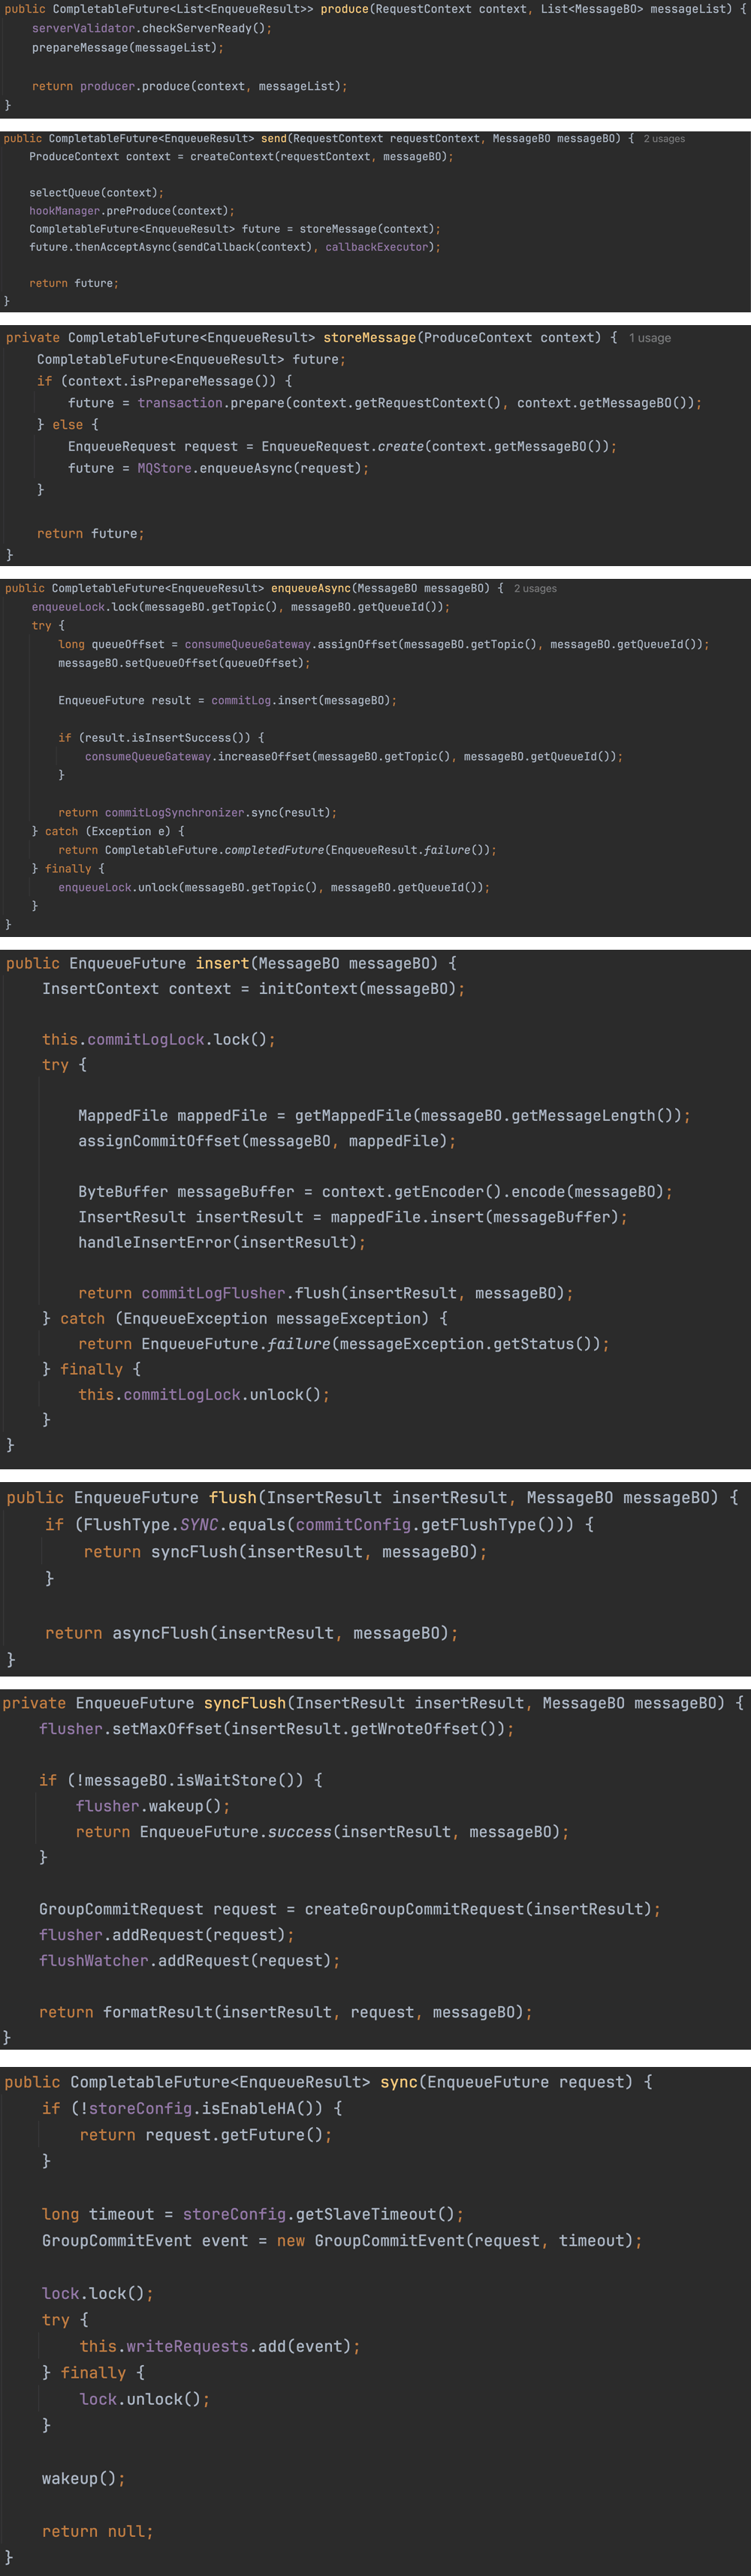 public CompletableFuture<List<EnqueueResult>> produce(RequestContext context, List<MessageBO> messageList) {
    serverValidator.checkServerReady();
    prepareMessage(messageList);

    return producer.produce(context, messageList);
}
public CompletableFuture<EnqueueResult> send(RequestContext requestContext, MessageBO messageBO) { 2 usages
    ProduceContext context = createContext(requestContext, messageBO);

    selectQueue(context);
    hookManager.preProduce(context);
    CompletableFuture<EnqueueResult> future = storeMessage(context);
    future.thenAcceptAsync(sendCallback(context), callbackExecutor);

    return future;
}
private CompletableFuture<EnqueueResult> storeMessage(ProduceContext context) { 1 usage
    CompletableFuture<EnqueueResult> future;
    if (context.isPrepareMessage()) {
        future = transaction.prepare(context.getRequestContext(), context.getMessageBO());
    } else {
        EnqueueRequest request = EnqueueRequest.create(context.getMessageBO());
        future = MQStore.enqueueAsync(request);
    }

    return future;
}
public CompletableFuture<EnqueueResult> enqueueAsync(MessageBO messageBO) { 2 usages
    enqueueLock.lock(messageBO.getTopic(), messageBO.getQueueId());
    try {
        long queueOffset = consumeQueueGateway.assignOffset(messageBO.getTopic(), messageBO.getQueueId());
        messageBO.setQueueOffset(queueOffset);

        EnqueueFuture result = commitLog.insert(messageBO);

        if (result.isInsertSuccess()) {
            consumeQueueGateway.increaseOffset(messageBO.getTopic(), messageBO.getQueueId());
        }

        return commitLogSynchronizer.sync(result);
    } catch (Exception e) {
        return CompletableFuture.completedFuture(EnqueueResult.failure());
    } finally {
        enqueueLock.unlock(messageBO.getTopic(), messageBO.getQueueId());
    }
}
public EnqueueFuture insert(MessageBO messageBO) {
    InsertContext context = initContext(messageBO);

    this.commitLogLock.lock();
    try {

        MappedFile mappedFile = getMappedFile(messageBO.getMessageLength());
        assignCommitOffset(messageBO, mappedFile);

        ByteBuffer messageBuffer = context.getEncoder().encode(messageBO);
        InsertResult insertResult = mappedFile.insert(messageBuffer);
        handleInsertError(insertResult);

        return commitLogFlusher.flush(insertResult, messageBO);
    } catch (EnqueueException messageException) {
        return EnqueueFuture.failure(messageException.getStatus());
    } finally {
        this.commitLogLock.unlock();
    }
}
public EnqueueFuture flush(InsertResult insertResult, MessageBO messageBO) {
    if (FlushType.SYNC.equals(commitConfig.getFlushType())) {
        return syncFlush(insertResult, messageBO);
    }

    return asyncFlush(insertResult, messageBO);
}
private EnqueueFuture syncFlush(InsertResult insertResult, MessageBO messageBO) {
    flusher.setMaxOffset(insertResult.getWroteOffset());

    if (!messageBO.isWaitStore()) {
        flusher.wakeup();
        return EnqueueFuture.success(insertResult, messageBO);
    }

    GroupCommitRequest request = createGroupCommitRequest(insertResult);
    flusher.addRequest(request);
    flushWatcher.addRequest(request);

    return formatResult(insertResult, request, messageBO);
}
public CompletableFuture<EnqueueResult> sync(EnqueueFuture request) {
    if (!storeConfig.isEnableHA()) {
        return request.getFuture();
    }

    long timeout = storeConfig.getSlaveTimeout();
    GroupCommitEvent event = new GroupCommitEvent(request, timeout);

    lock.lock();
    try {
        this.writeRequests.add(event);
    } finally {
        lock.unlock();
    }

    wakeup();

    return null;
}